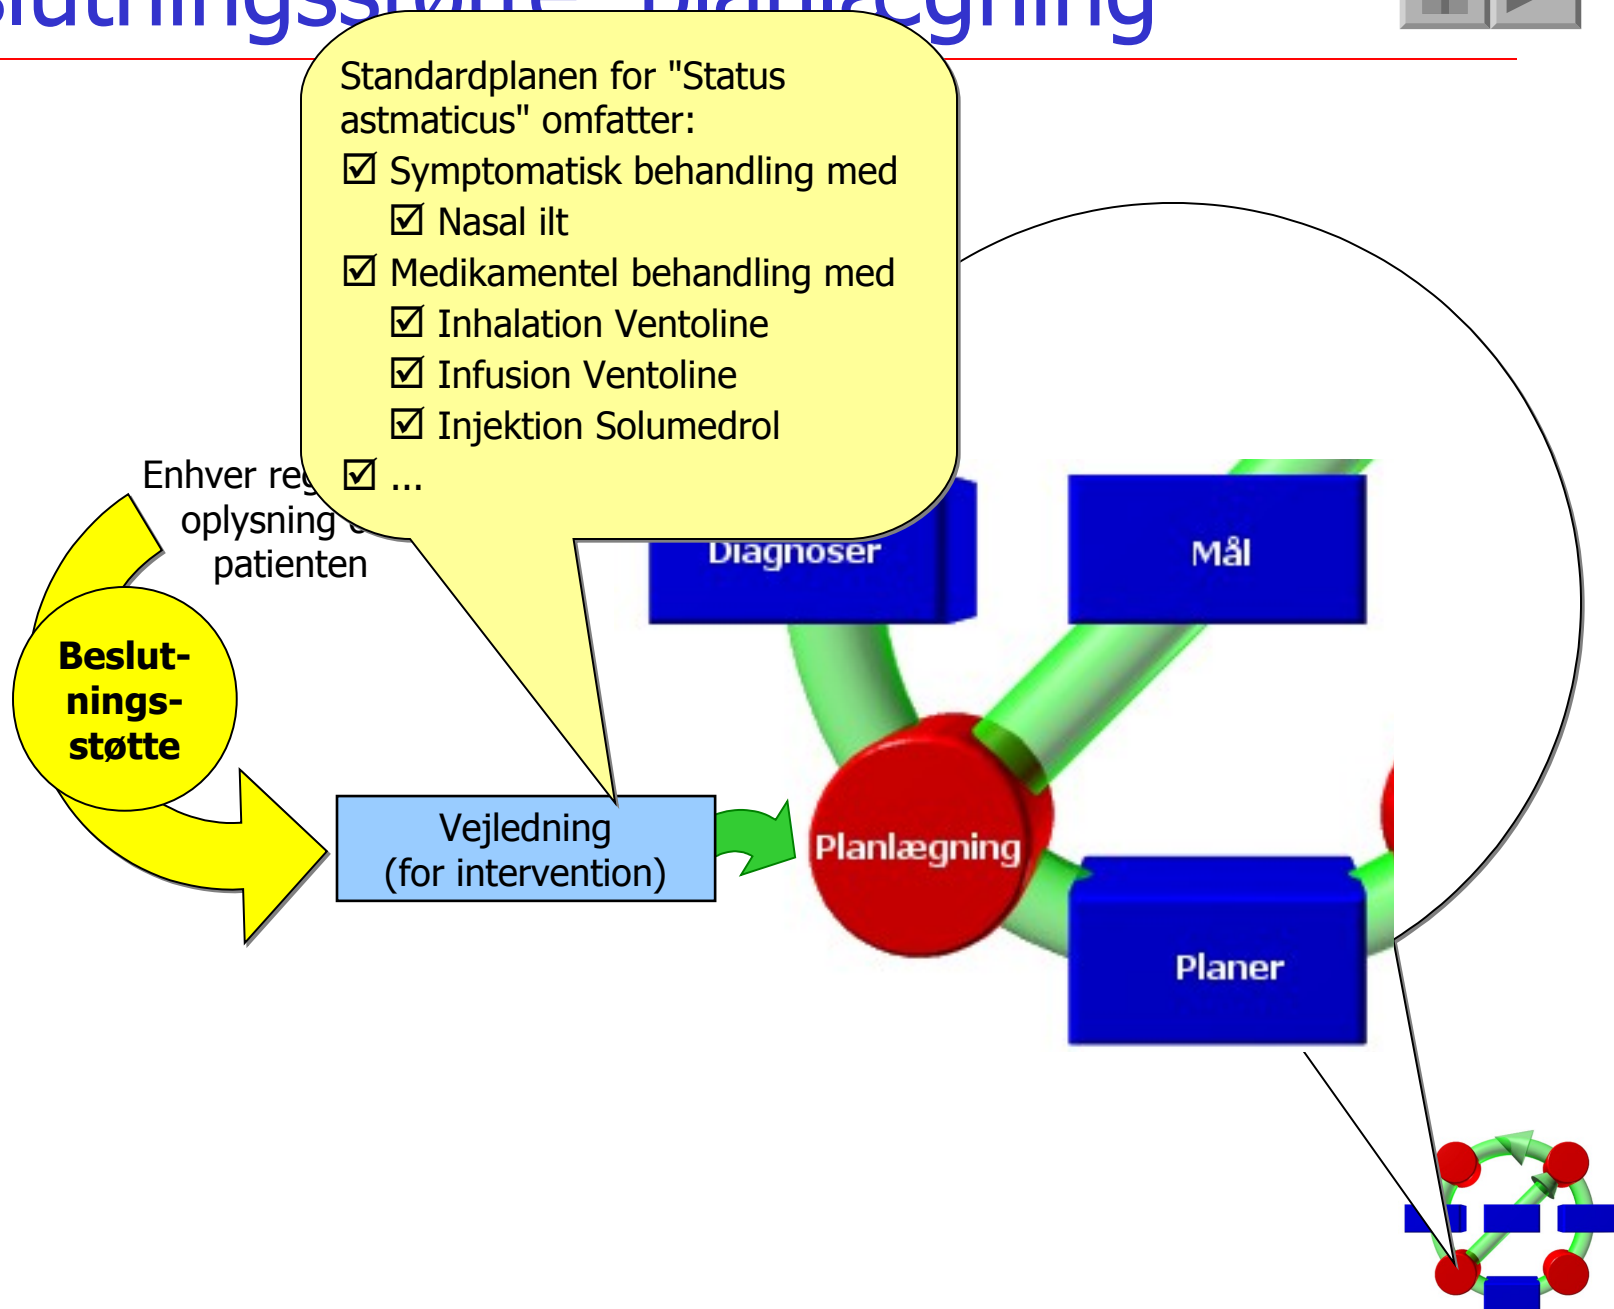 planlægning
Standardplanen for "Status
astmaticus" omfatter:
Symptomatisk behandling med
Nasal ilt
Medikamentel behandling med
Inhalation Ventoline
Infusion Ventoline
Injektion Solumedrol
...
Enhver
oplysning
patienten
Diagnoser
Mål
Beslut-
nings-
støtte
Vejledning
(for intervention)
Planlægning
Planer